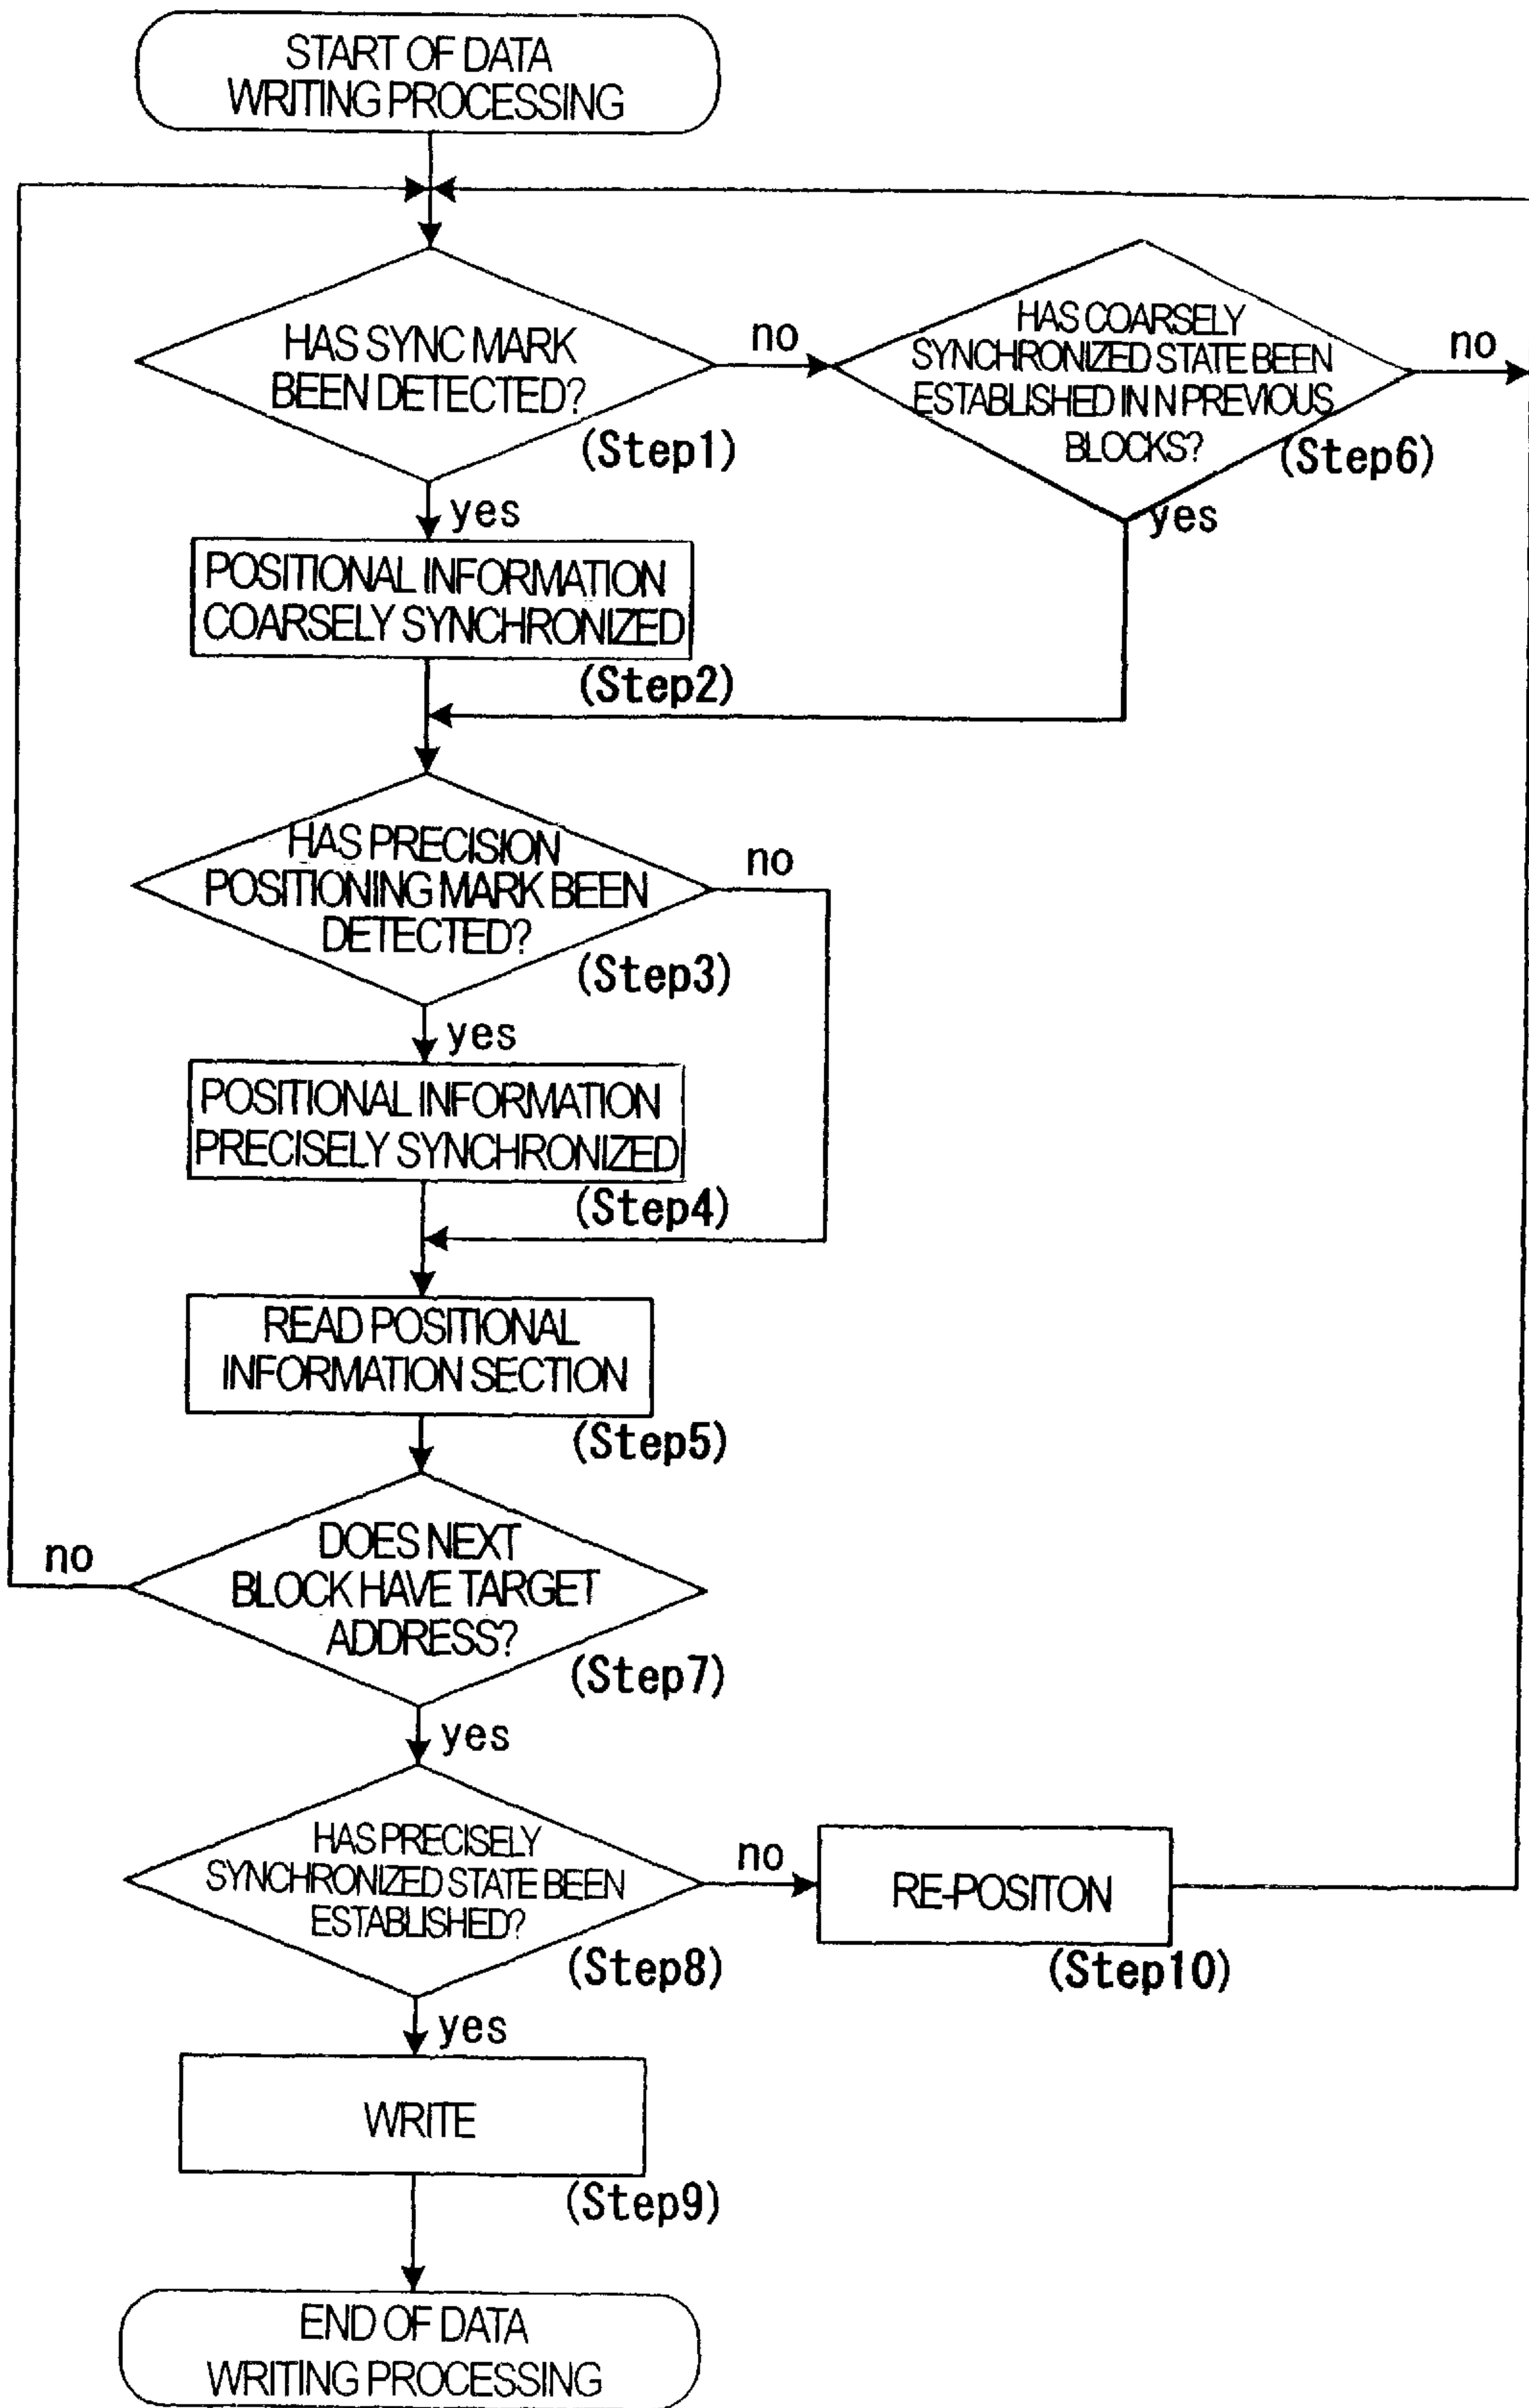 START OF DATA
WRITING PROCESSING
HAS SYNC MARK
BEEN DETECTED?
(Step1)
no
HAS COARSELY
SYNCHRONIZED STATE BEEN
ESTABLISHED IN N PREVIOUS
BLOCKS?
(Step6)
no
yes
yes
POSITIONAL INFORMATION
COARSELY SYNCHRONIZED
(Step2)
HAS PRECISION
POSITIONING MARK BEEN
DETECTED?
(Step3)
no
yes
POSITIONAL INFORMATION
PRECISELY SYNCHRONIZED
(Step4)
READ POSITIONAL
INFORMATION SECTION
(Step5)
no
DOES NEXT
BLOCK HAVE TARGET
ADDRESS?
(Step7)
yes
HAS PRECISELY
SYNCHRONIZED STATE BEEN
ESTABLISHED?
(Step8)
no
RE-POSITON
(Step10)
yes
WRITE
(Step9)
END OF DATA
WRITING PROCESSING